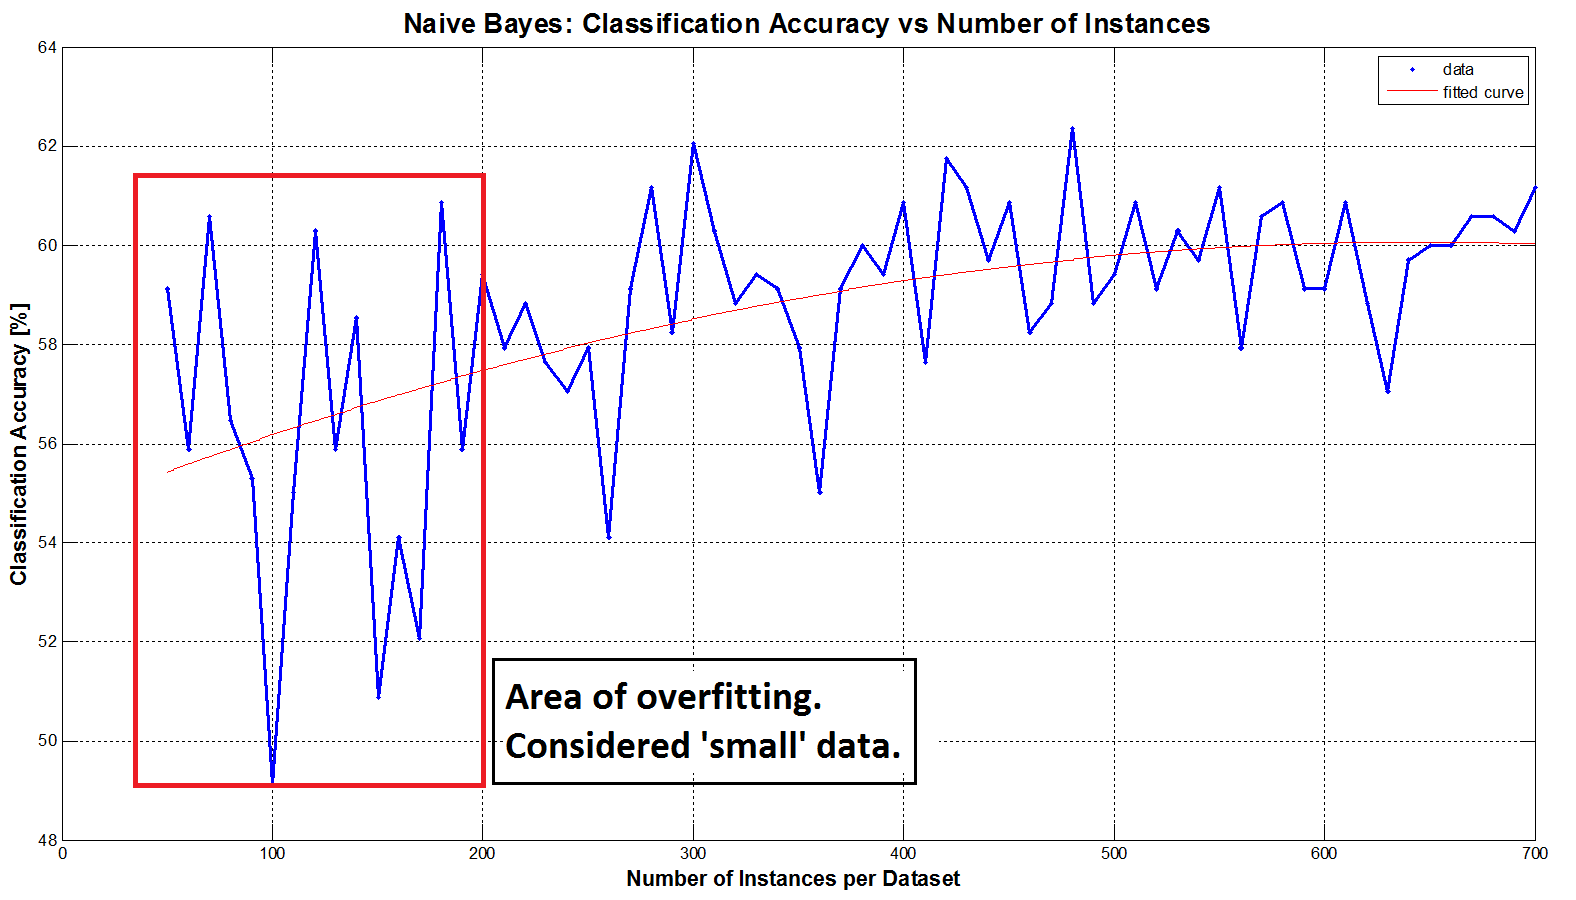 Naive Bayes: Classification Accuracy vs Number of Instances
64
data
fitted curve
62
60
58
56
54
52
50
48
Classification Accuracy [%]
Area of overfitting.
Considered 'small' data.
0 100 200 300 400 500 600 700
Number of Instances per Dataset